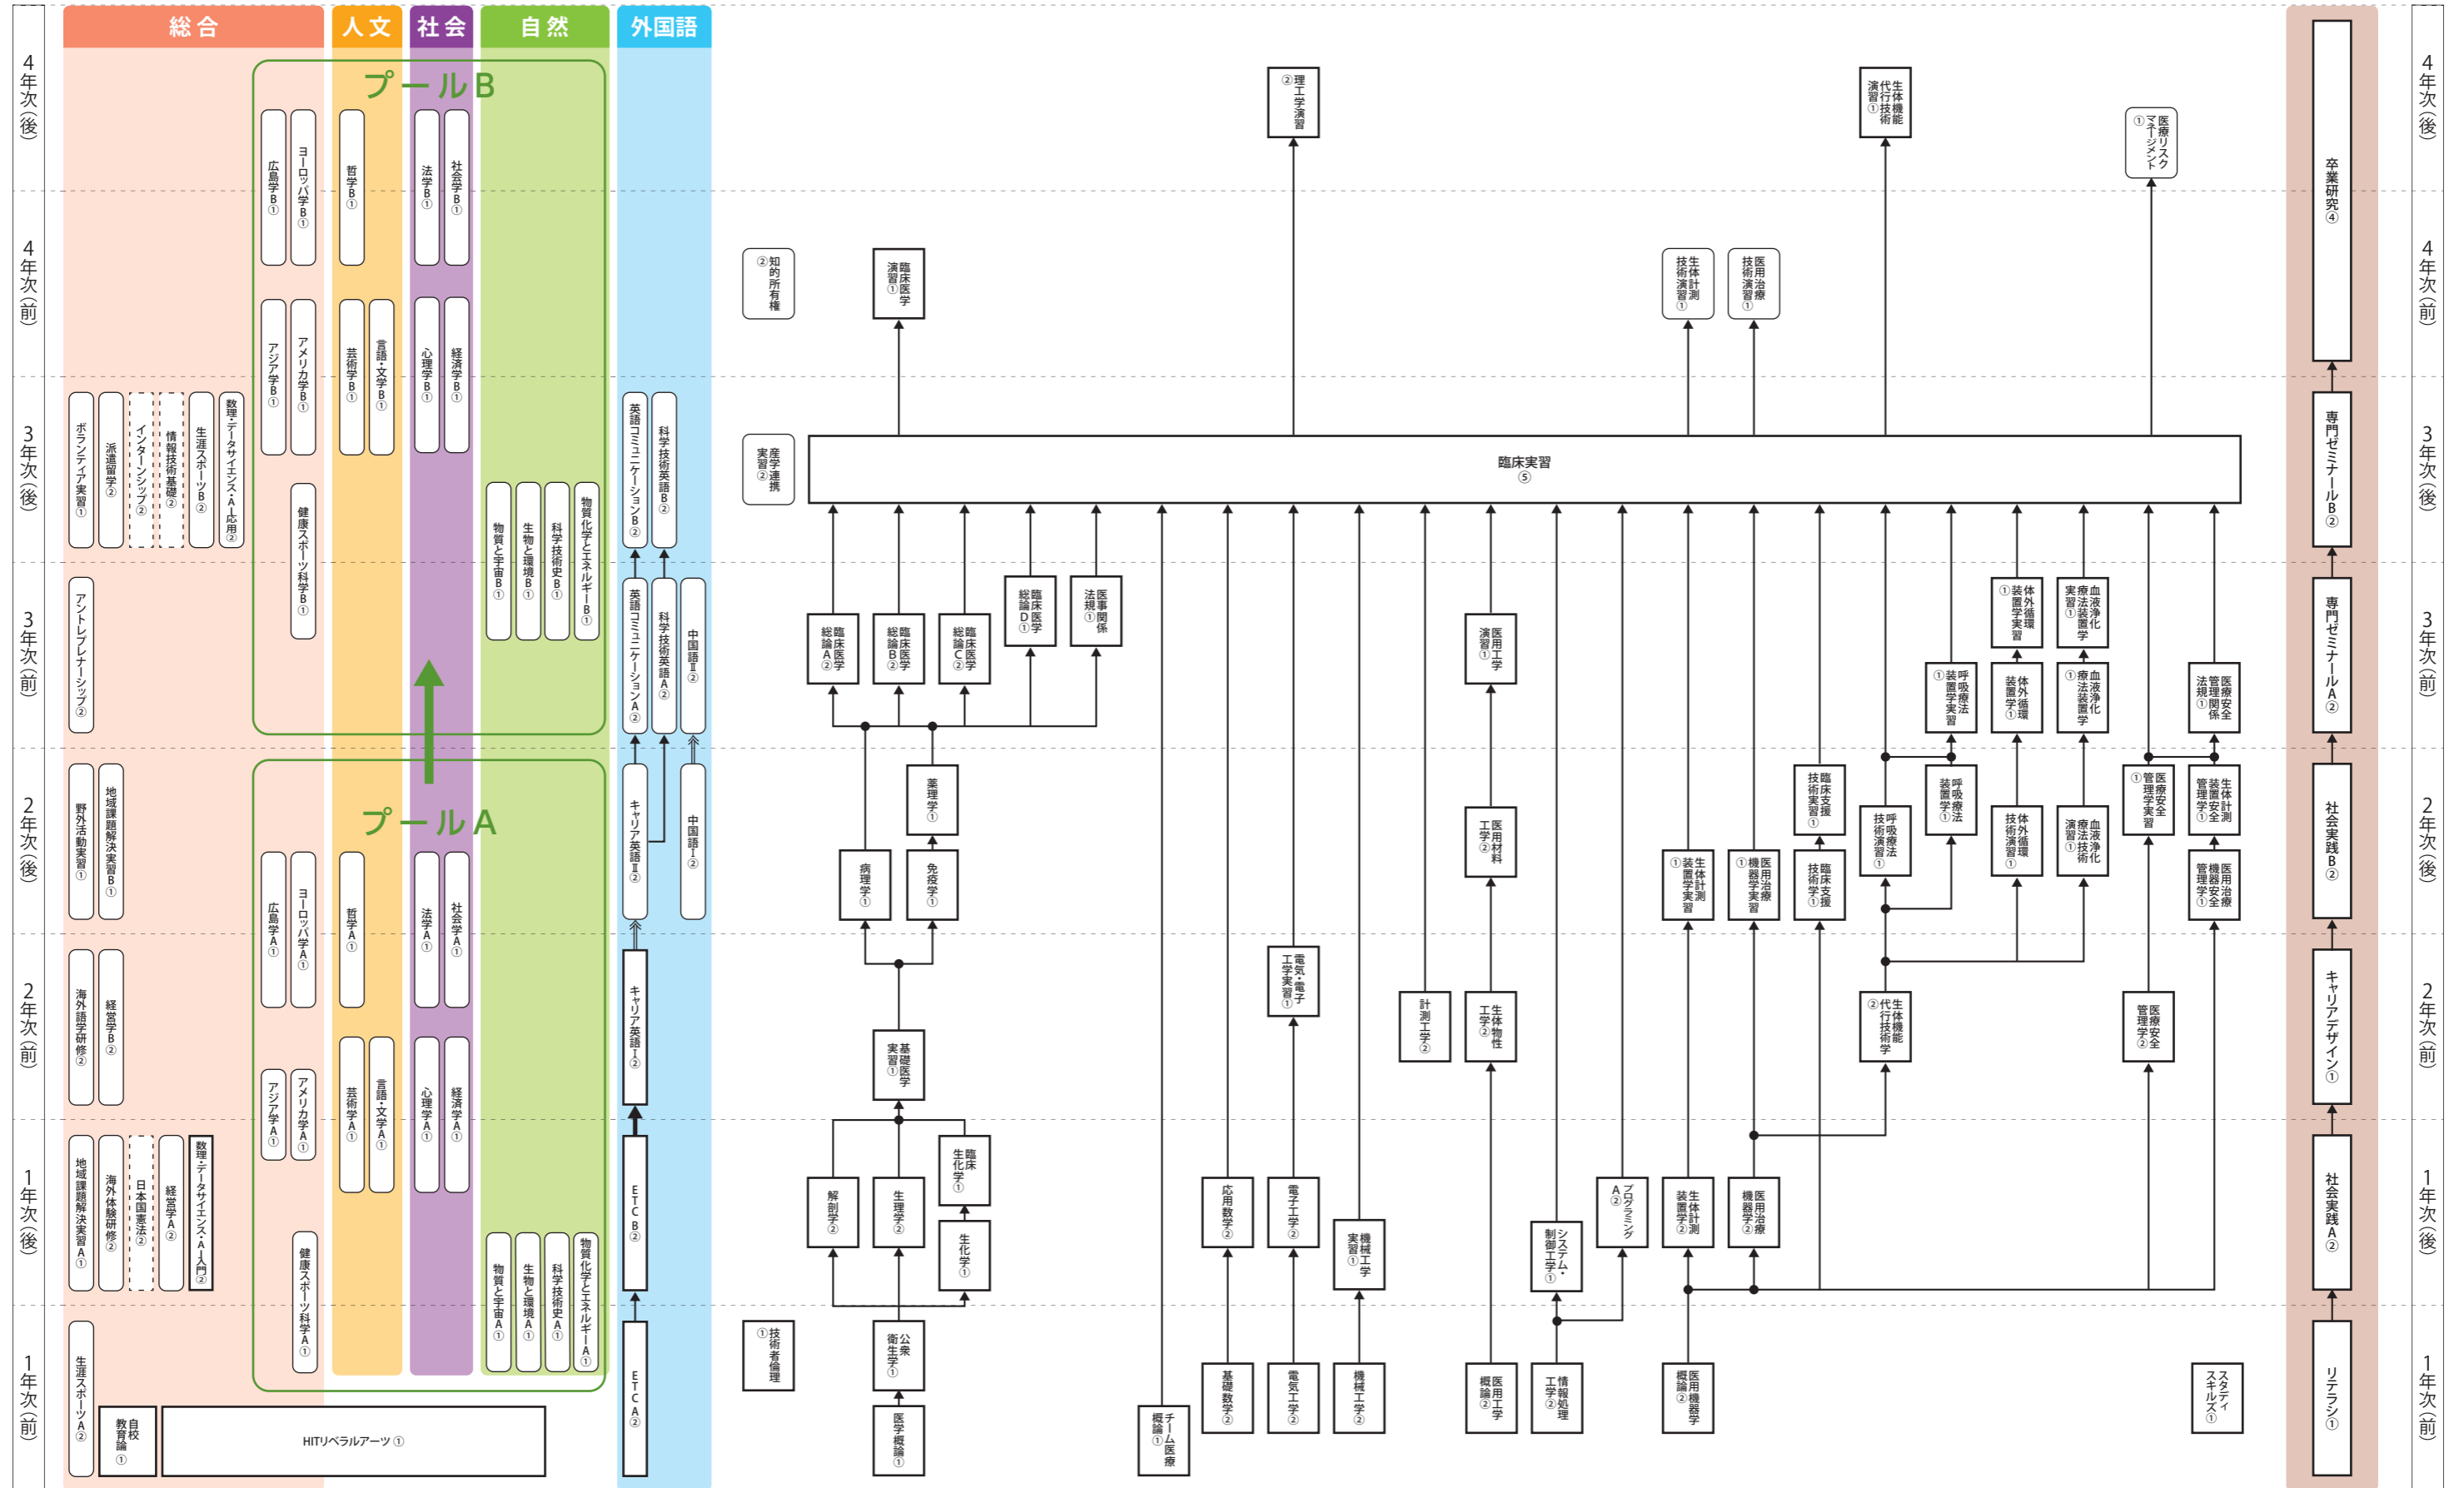 総合
人文
社会
自然
外国語
4年次(後)
4年次(前)
3年次(後)
3年次(前)
2年次(後)
2年次(前)
1年次(後)
1年次(前)
プールB
広島学B①
ヨーロッパ学B①
哲学B①
法学B①
社会学B①
アジア学B①
アメリカ学B①
芸術学B①
言語・文学B①
心理学B①
経済学B①
健康スポーツ科学B①
物質と宇宙B①
生物と環境B①
科学技術史B①
物質化学とエネルギーB①
ボランティア実習①
派遣留学②
インターンシップ②
情報技術基礎②
生涯スポーツB②
数理・データサイエンス・AI応用②
アントレプレナーシップ②
英語コミュニケーションB②
科学技術英語B②
英語コミュニケーションA②
科学技術英語A②
中国語Ⅱ②
プールA
野外活動実習①
地域課題解決実習B①
広島学A①
ヨーロッパ学A①
哲学A①
法学A①
社会学A①
キャリア英語Ⅱ②
中国語Ⅰ②
海外語学研修②
経営学B②
アジア学A①
アメリカ学A①
芸術学A①
言語・文学A①
心理学A①
経済学A①
キャリア英語Ⅰ②
地域課題解決実習A①
海外体験研修②
日本国憲法②
経営学A②
数理・データサイエンス・AI入門②
健康スポーツ科学A①
物質と宇宙A①
生物と環境A①
科学技術史A①
物質化学とエネルギーA①
ETC B②
ETC A②
生涯スポーツA②
自校
教育論①
HITリベラルアーツ ①
理工学演習
②
生体機能
代行技術
演習①
医療リスク
マネージメント
①
知的所有権
②
臨床医学
演習①
生体計測
技術演習①
医用治療
技術演習①
産学連携
実習②
臨床実習
⑤
臨床医学
総論A②
臨床医学
総論B②
臨床医学
総論C②
臨床医学
総論D①
医事関係
法規①
医用工学
演習①
呼吸療法
装置学実習
①
体外循環
装置学実習
①
体外循環
装置学①
血液浄化
療法装置学
実習①
血液浄化
療法装置学
①
医療安全
管理関係
法規①
病理学①
薬理学①
免疫学①
医用材料
工学②
生体計測
装置学実習
①
医用治療
機器学実習
①
臨床支援
技術実習①
臨床支援
技術学①
呼吸療法
技術演習①
呼吸療法
装置学①
体外循環
技術演習①
血液浄化
療法技術
演習①
医療安全
管理学実習
①
生体計測
装置安全
管理学①
医用治療
機器安全
管理学①
基礎医学
実習①
電気・電子
工学実習①
計測工学②
生体物性
工学②
生体機能
代行技術学
②
医療安全
管理学②
解剖学②
生理学②
臨床
生化学①
生化学①
応用数学②
電子工学②
機械工学
実習①
システム・
制御工学①
プログラミング
A②
生体計測
装置学②
医用治療
機器学②
技術者倫理
①
公衆
衛生学①
医学概論①
チーム医療
概論①
基礎数学②
電気工学②
機械工学②
医用工学
概論②
情報処理
工学②
医用機器学
概論②
スタディ
スキルズ①
卒業研究④
専門ゼミナールB②
専門ゼミナールA②
社会実践B②
キャリアデザイン①
社会実践A②
リテラシ①
4年次(後)
4年次(前)
3年次(後)
3年次(前)
2年次(後)
2年次(前)
1年次(後)
1年次(前)